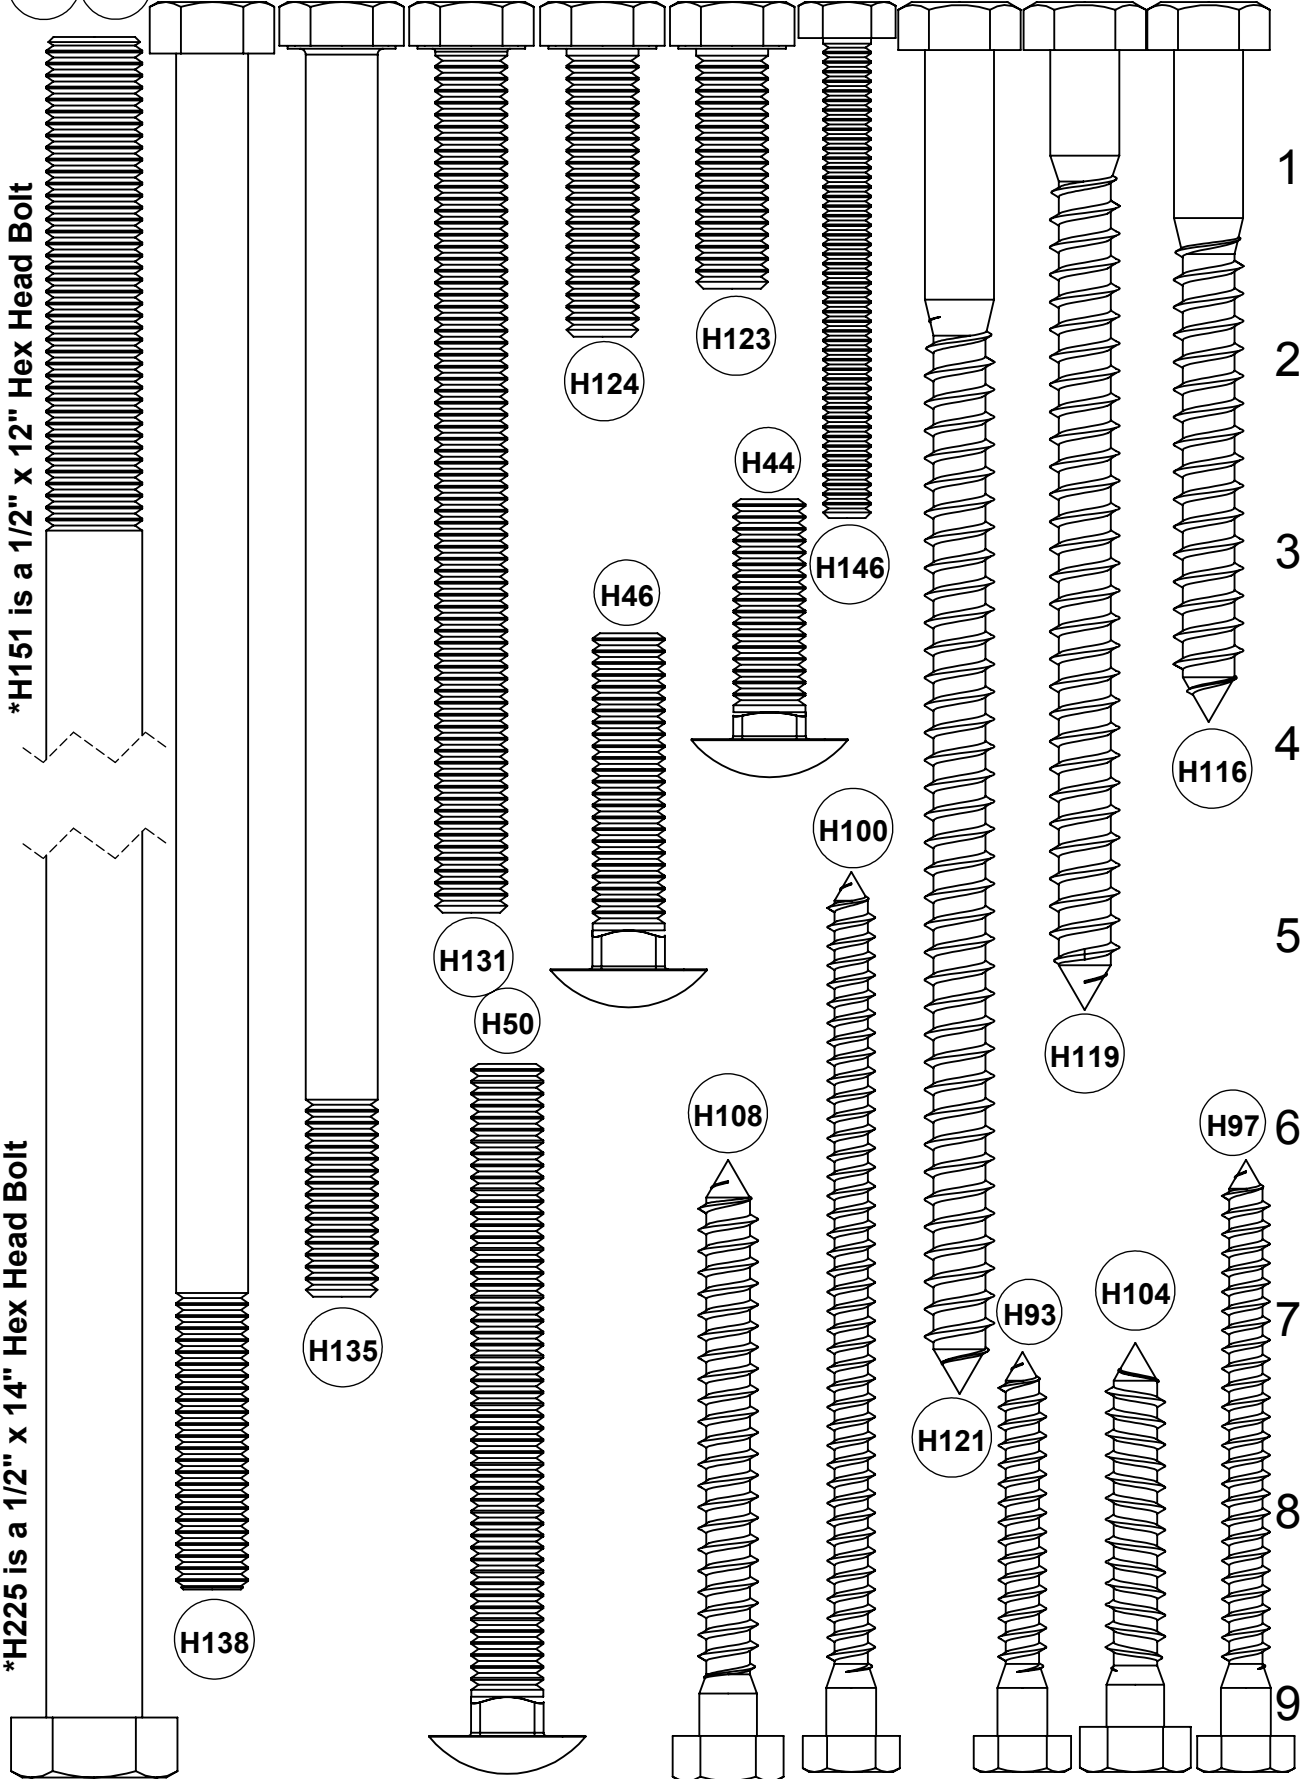 *H151 is a 1/2" x 12" Hex Head Bolt
*H225 is a 1/2" x 14" Hex Head Bolt
1
H123
2
H124
H44
3
H146
H46
4
H116
H100
5
H131
H50
H119
H108
H97
6
H104
H93
7
H135
H121
8
H138
9